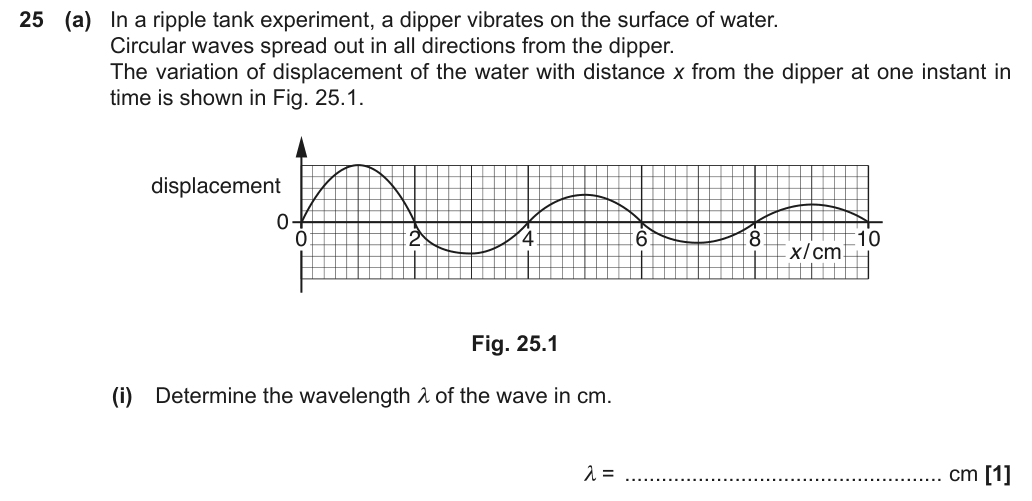 25 (a) In a ripple tank experiment, a dipper vibrates on the surface of water.
Circular waves spread out in all directions from the dipper.
The variation of displacement of the water with distance x from the dipper at one instant in
time is shown in Fig. 25.1.
displacement
0
0 2 4 6 8 10
x/cm
Fig. 25.1
(i) Determine the wavelength λ of the wave in cm.
λ = .................................................... cm [1]